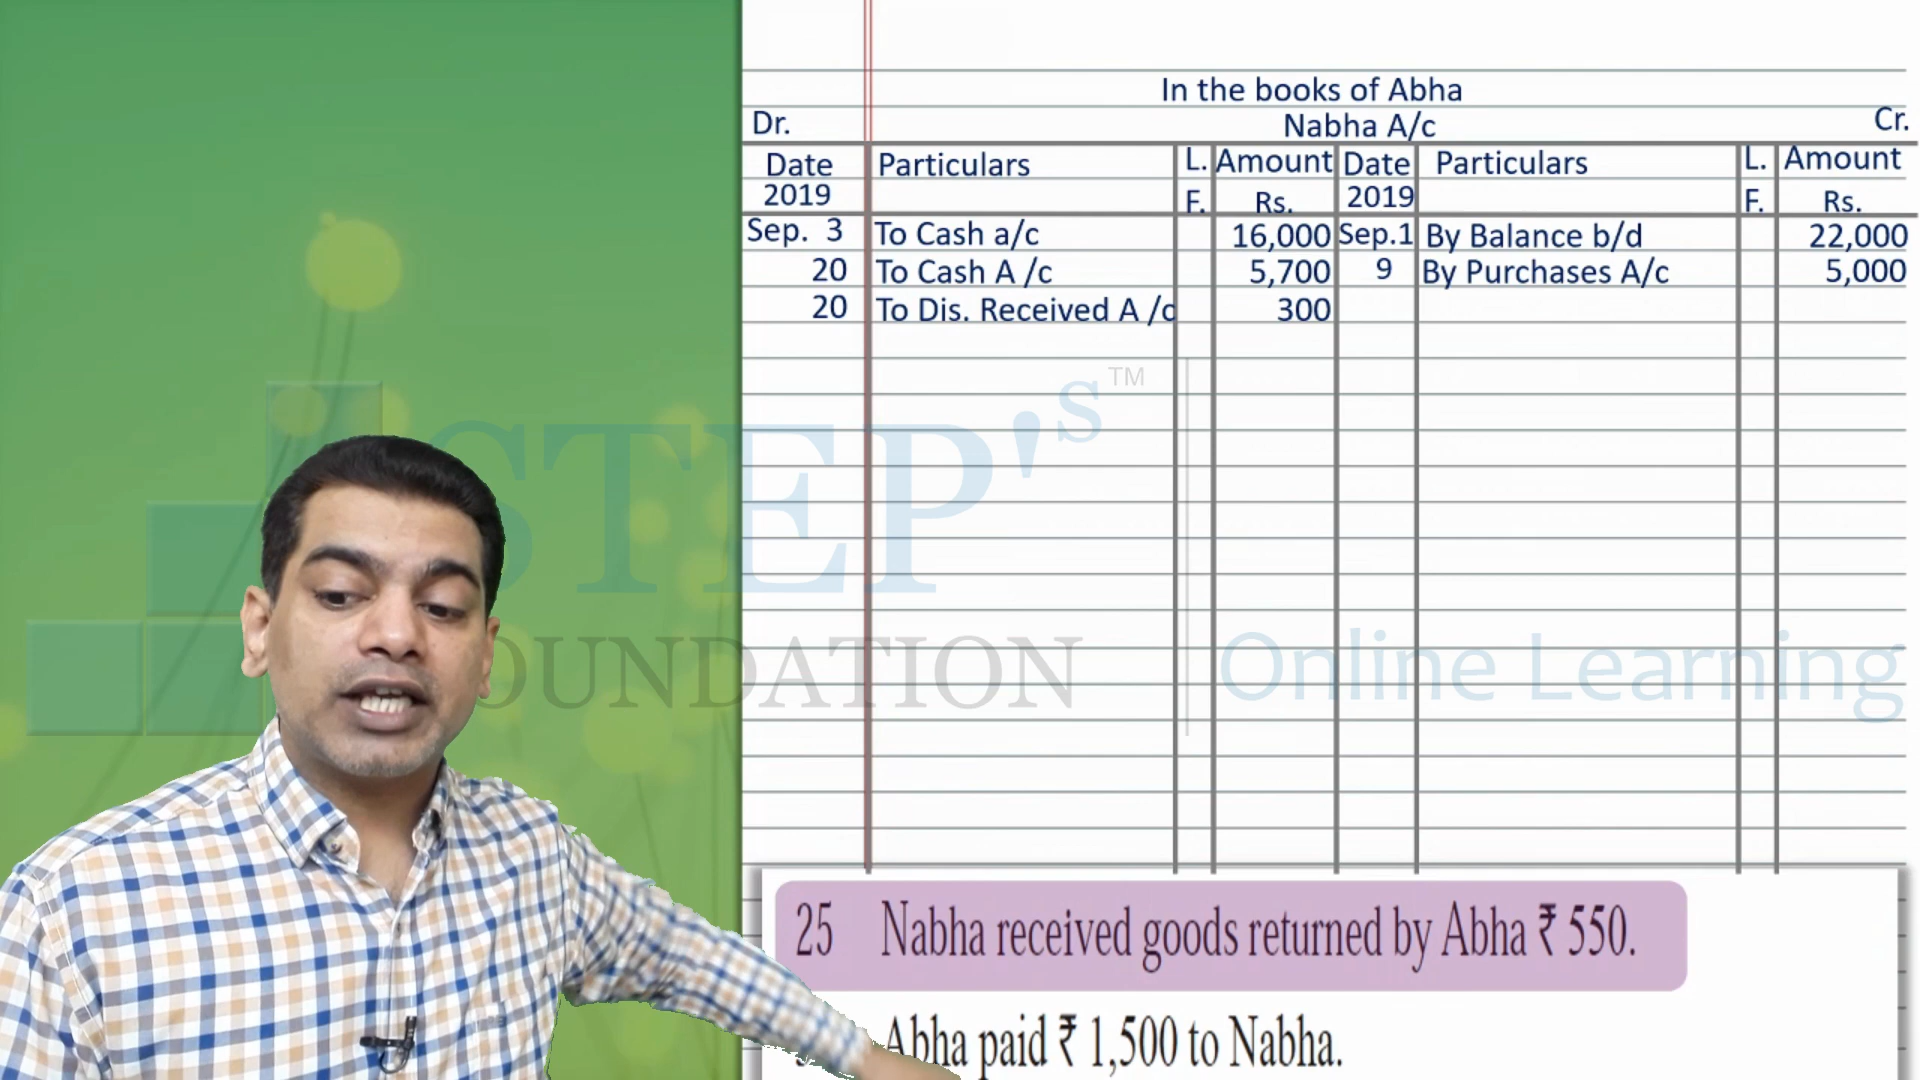 In the books of Abha
Dr. Nabha A/c Cr.
Date Particulars L. Amount Date Particulars L. Amount
2019 F. Rs. 2019 F. Rs.
Sep. 3 To Cash a/c 16,000 Sep.1 By Balance b/d 22,000
20 To Cash A /c 5,700 9 By Purchases A/c 5,000
20 To Dis. Received A /c 300
STEP's TM
OUNDATION Online Learning
25 Nabha received goods returned by Abha ₹ 550.
Abha paid ₹ 1,500 to Nabha.